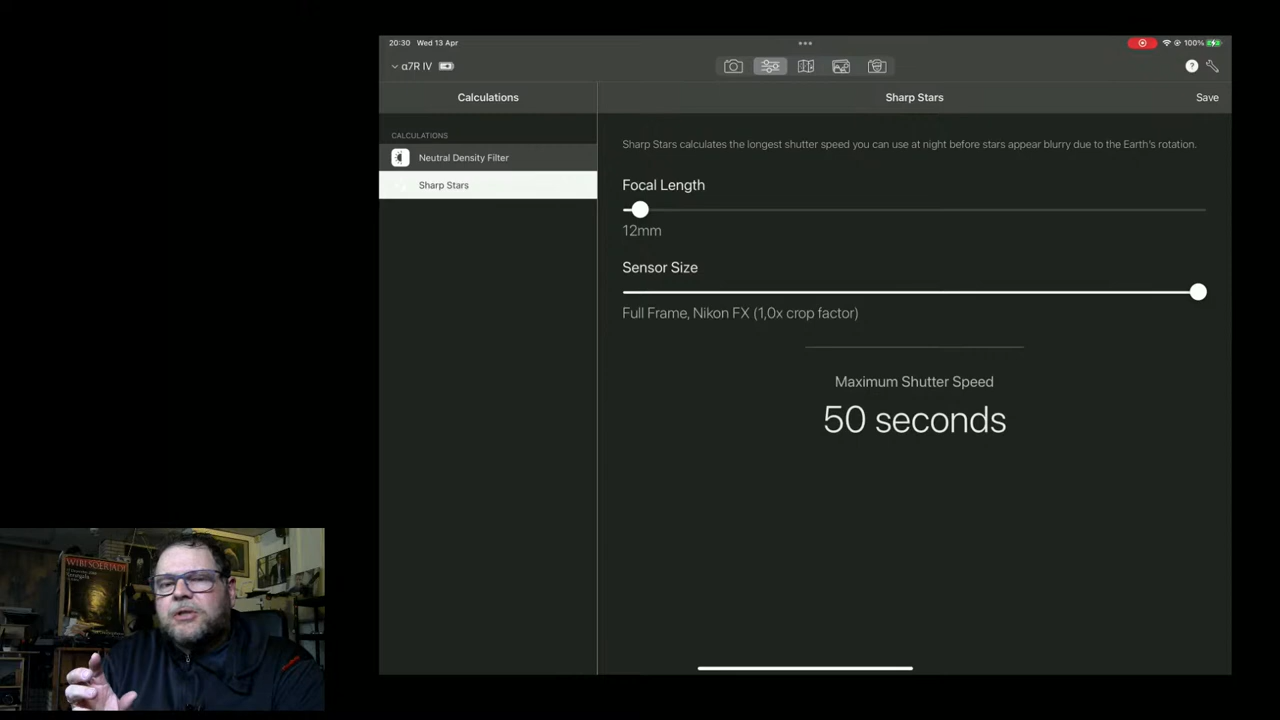 20:30 Wed 13 Apr
100%
α7R IV
?
Calculations
Sharp Stars
Save
CALCULATIONS
Neutral Density Filter
Sharp Stars
Sharp Stars calculates the longest shutter speed you can use at night before stars appear blurry due to the Earth's rotation.
Focal Length
12mm
Sensor Size
Full Frame, Nikon FX (1,0x crop factor)
Maximum Shutter Speed
50 seconds
WIBI SOERJADI